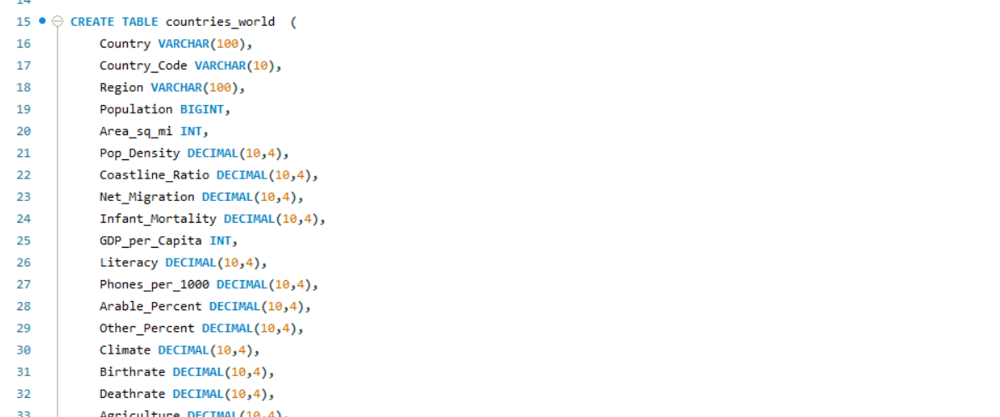 14
15 CREATE TABLE countries_world (
16 Country VARCHAR(100),
17 Country_Code VARCHAR(10),
18 Region VARCHAR(100),
19 Population BIGINT,
20 Area_sq_mi INT,
21 Pop_Density DECIMAL(10,4),
22 Coastline_Ratio DECIMAL(10,4),
23 Net_Migration DECIMAL(10,4),
24 Infant_Mortality DECIMAL(10,4),
25 GDP_per_Capita INT,
26 Literacy DECIMAL(10,4),
27 Phones_per_1000 DECIMAL(10,4),
28 Arable_Percent DECIMAL(10,4),
29 Other_Percent DECIMAL(10,4),
30 Climate DECIMAL(10,4),
31 Birthrate DECIMAL(10,4),
32 Deathrate DECIMAL(10,4),
33 Agriculture DECIMAL(10,4),